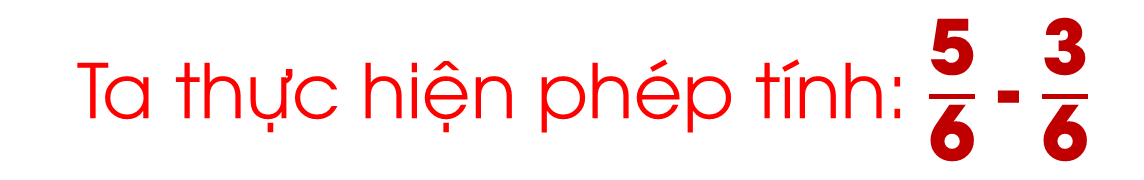 Ta thực hiện phép tính: 5/6 - 3/6